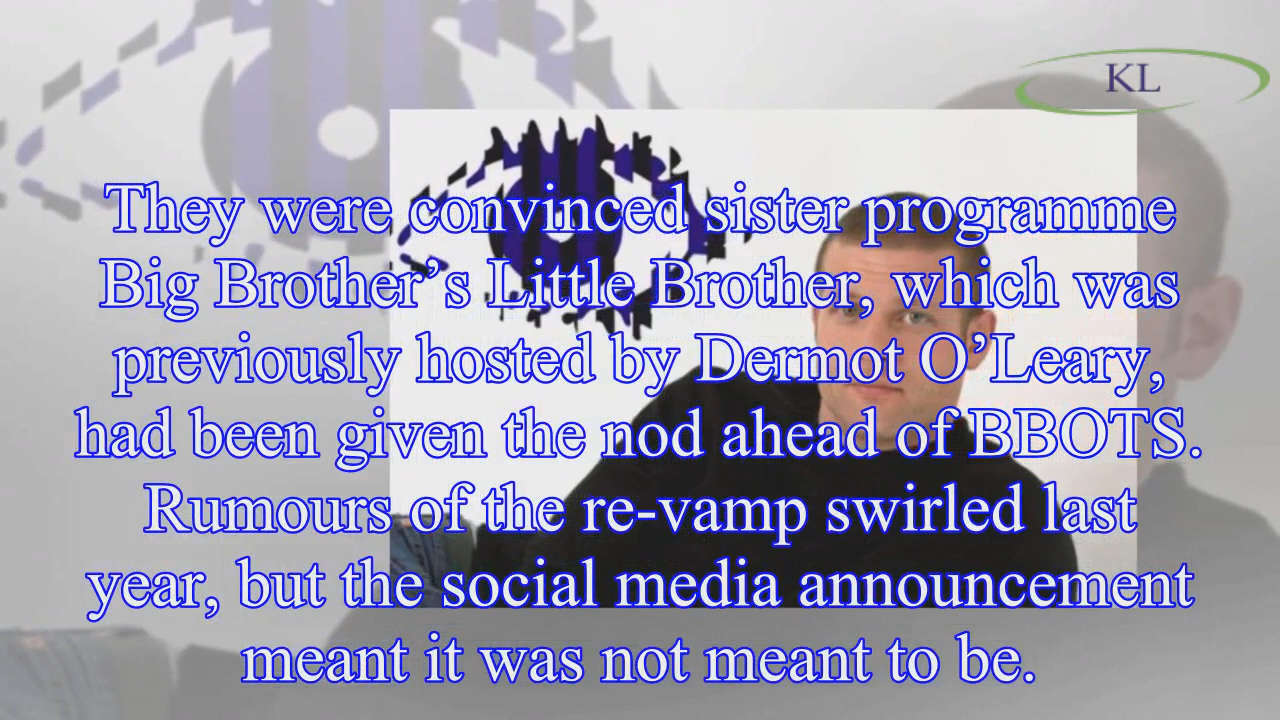 KL
They were convinced sister programme
Big Brother’s Little Brother, which was
previously hosted by Dermot O’Leary,
had been given the nod ahead of BBOTS.
Rumours of the re-vamp swirled last
year, but the social media announcement
meant it was not meant to be.